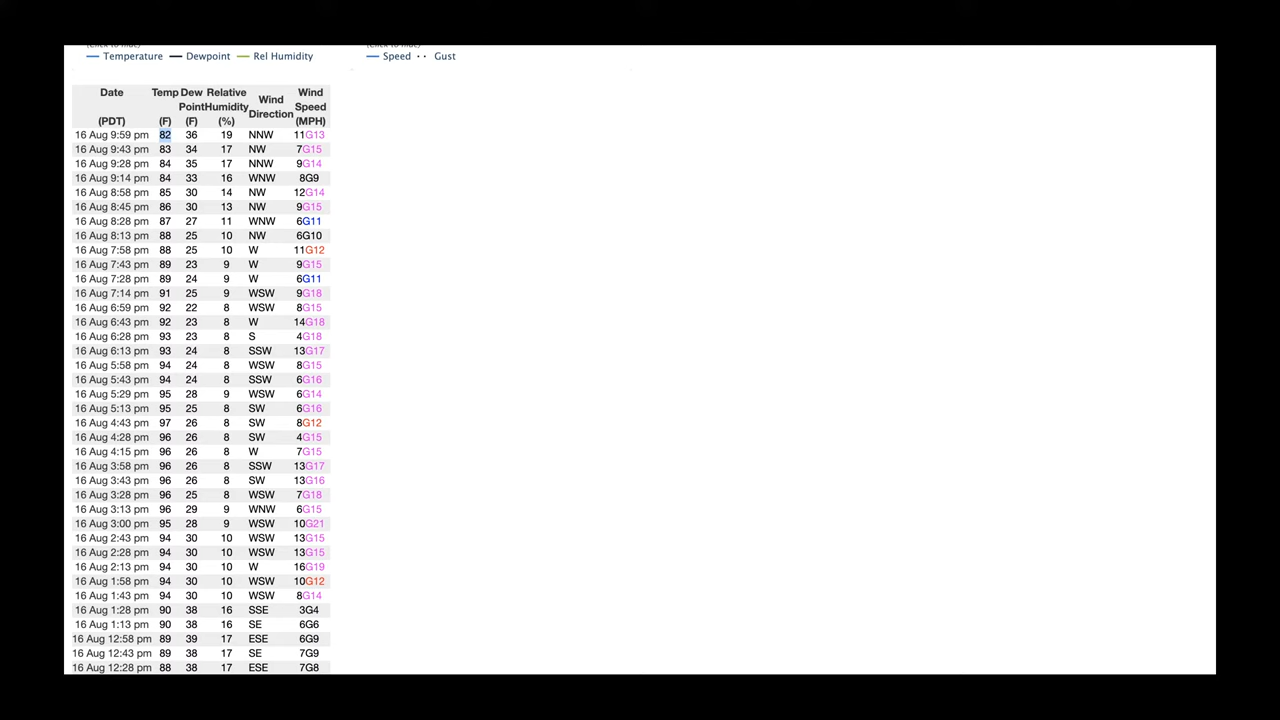 Temperature Dewpoint Rel Humidity Speed Gust
Date Temp Dew Relative Wind Wind
Point Humidity Direction Speed
(PDT) (F) (F) (%) (MPH)
16 Aug 9:59 pm 82 36 19 NNW 11G13
16 Aug 9:43 pm 83 34 17 NW 7G15
16 Aug 9:28 pm 84 35 17 NNW 9G14
16 Aug 9:14 pm 84 33 16 WNW 8G9
16 Aug 8:58 pm 85 30 14 NW 12G14
16 Aug 8:45 pm 86 30 13 NW 9G15
16 Aug 8:28 pm 87 27 11 WNW 6G11
16 Aug 8:13 pm 88 25 10 NW 6G10
16 Aug 7:58 pm 88 25 10 W 11G12
16 Aug 7:43 pm 89 23 9 W 9G15
16 Aug 7:28 pm 89 24 9 W 6G11
16 Aug 7:14 pm 91 25 9 WSW 9G18
16 Aug 6:59 pm 92 22 8 WSW 8G15
16 Aug 6:43 pm 92 23 8 W 14G18
16 Aug 6:28 pm 93 23 8 S 4G18
16 Aug 6:13 pm 93 24 8 SSW 13G17
16 Aug 5:58 pm 94 24 8 WSW 8G15
16 Aug 5:43 pm 94 24 8 SSW 6G16
16 Aug 5:29 pm 95 28 9 WSW 6G14
16 Aug 5:13 pm 95 25 8 SW 6G16
16 Aug 4:43 pm 97 26 8 SW 8G12
16 Aug 4:28 pm 96 26 8 SW 4G15
16 Aug 4:15 pm 96 26 8 W 7G15
16 Aug 3:58 pm 96 26 8 SSW 13G17
16 Aug 3:43 pm 96 26 8 SW 13G16
16 Aug 3:28 pm 96 25 8 WSW 7G18
16 Aug 3:13 pm 96 29 9 WNW 6G15
16 Aug 3:00 pm 95 28 9 WSW 10G21
16 Aug 2:43 pm 94 30 10 WSW 13G15
16 Aug 2:28 pm 94 30 10 WSW 13G15
16 Aug 2:13 pm 94 30 10 W 16G19
16 Aug 1:58 pm 94 30 10 WSW 10G12
16 Aug 1:43 pm 94 30 10 WSW 8G14
16 Aug 1:28 pm 90 38 16 SSE 3G4
16 Aug 1:13 pm 90 38 16 SE 6G6
16 Aug 12:58 pm 89 39 17 ESE 6G9
16 Aug 12:43 pm 89 38 17 SE 7G9
16 Aug 12:28 pm 88 38 17 ESE 7G8